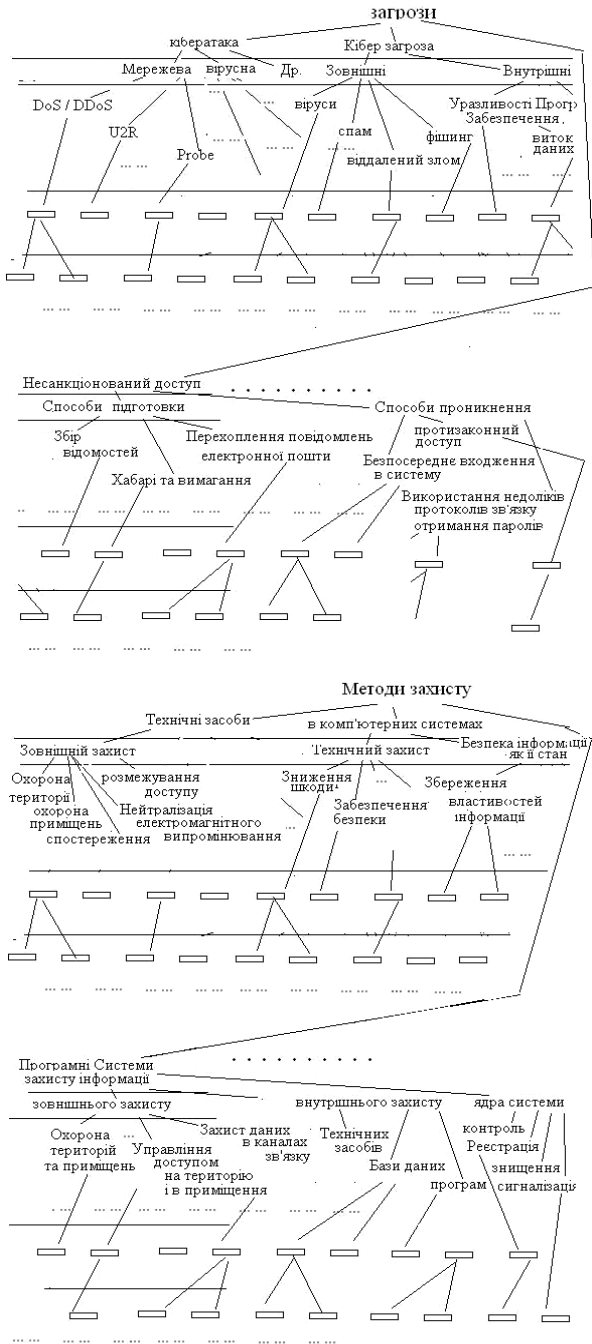 загрози
кібератака Кібер загроза
Мережева вірусна Др. Зовнішні Внутрішні
DoS / DDoS віруси Уразливості Прогр
Забезпечення .
U2R спам фішинг виток
даних
Probe віддалений злом
Несанкціонований доступ
Способи підготовки Способи проникнення
Збір
відомостей
Перехоплення повідомлень
електронної пошти
протизаконний
доступ
Хабарі та вимагання
Безпосереднє входження
в систему
Використання недоліків
протоколів зв'язку
отримання паролів
Методи захисту
Технічні засоби в комп'ютерних системах
Безпека інформації
як її стан
Зовнішній захист Технічний захист
Охорона
території
охорона
приміщень
спостереження
розмежування
доступу
Нейтралізація
електромагнітного
випромінювання
Зниження
шкоди
Забезпечення
безпеки
Збереження
властивостей
інформації
Програмні Системи
захисту інформації
зовнішнього захисту внутрішнього захисту ядра системи
Охорона
територій
та приміщень
Управління
доступом
на територію
і в приміщення
Захист даних
в каналах
зв'язку
Технічних
засобів
Бази даних
програм
контроль
Реєстрація
знищення
сигналізація